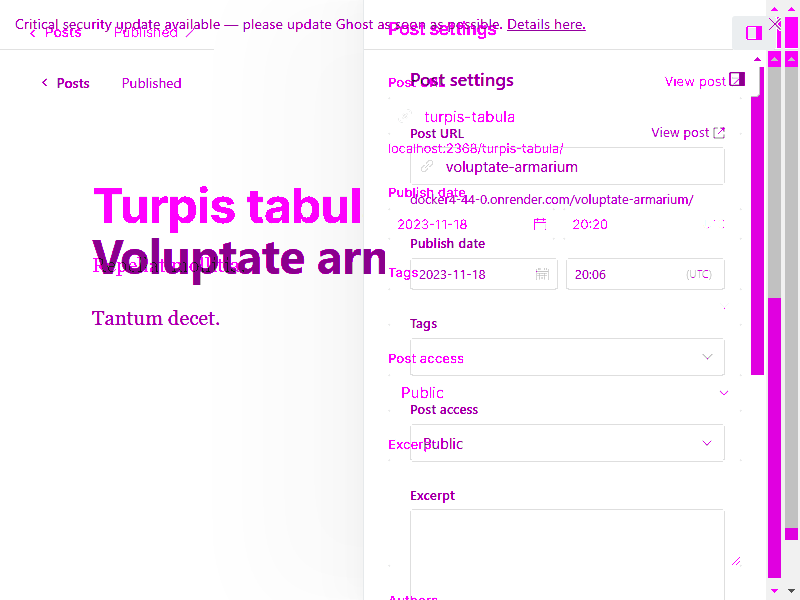 Critical security update available — please update Ghost as soon as possible. Details here.
Posts Published
Post settings
Posts Published
Post settings
Post URL
View post
turpis-tabula
Post URL
View post
localhost:2368/turpis-tabula/
voluptate-armarium
Publish date
docker4-44-0.onrender.com/voluptate-armarium/
Turpis tabul
2023-11-18 20:20
Publish date
Voluptate arm
Tags
2023-11-18 20:06 (UTC)
Tantum decet.
Tags
Post access
Public
Post access
Excerpt
Public
Excerpt
Authors